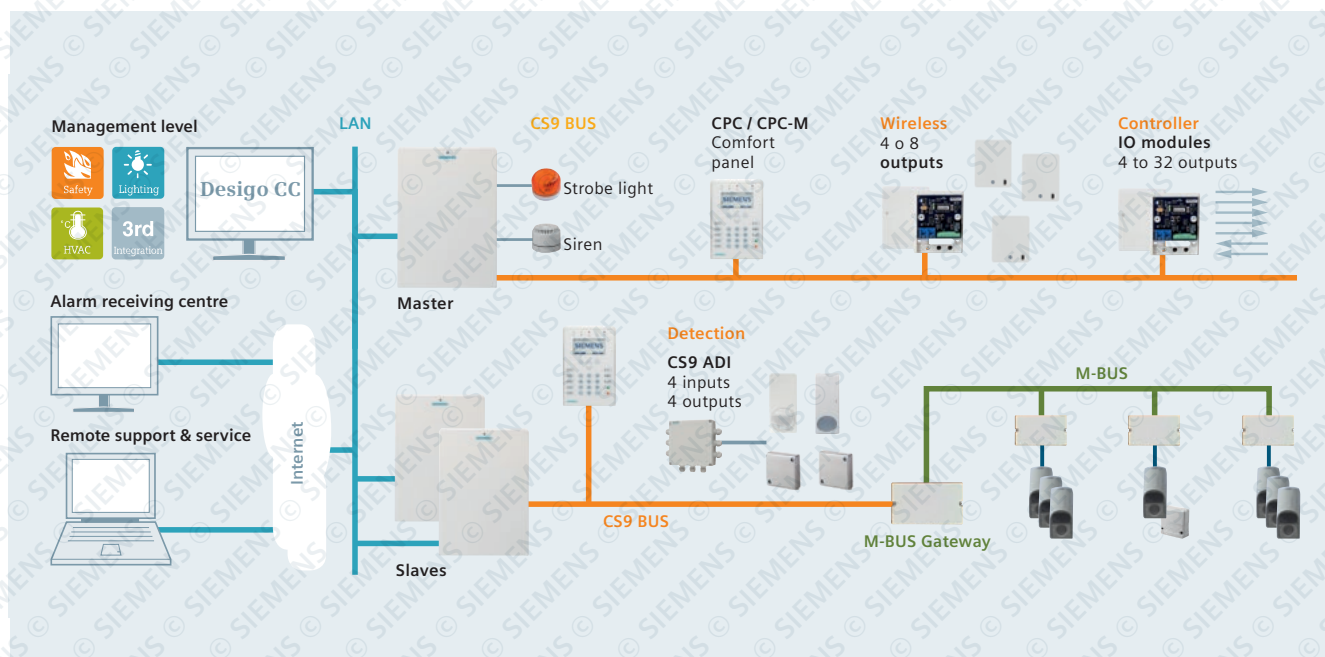 Management level
Safety
Lighting
°C
HVAC
3rd
Integration
Desigo CC
LAN
CS9 BUS
Strobe light
Siren
Master
CPC / CPC-M
Comfort
panel
SIEMENS
Wireless
4 o 8
outputs
Controller
IO modules
4 to 32 outputs
Alarm receiving centre
Remote support & service
Internet
SIEMENS
Detection
CS9 ADI
4 inputs
4 outputs
CS9 BUS
Slaves
M-BUS
M-BUS Gateway
© SIEMENS